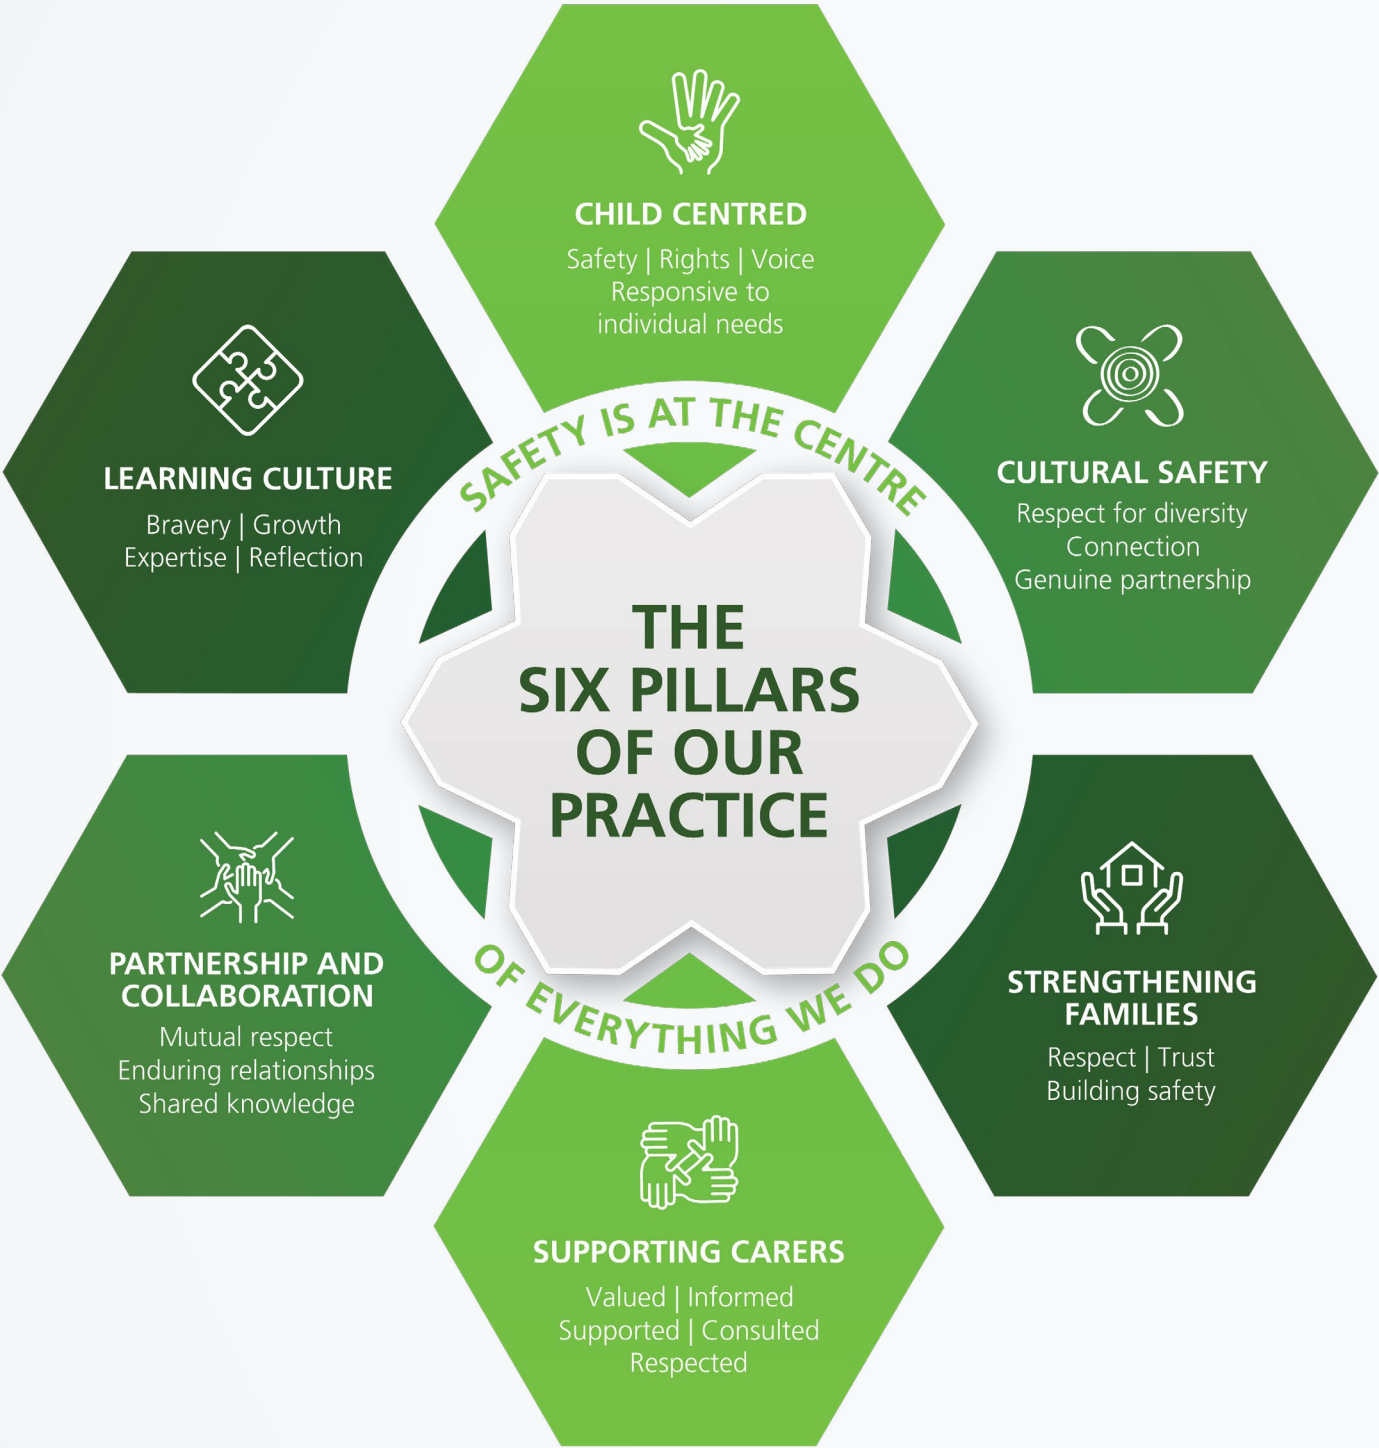 CHILD CENTRED
Safety | Rights | Voice
Responsive to
individual needs
CULTURAL SAFETY
Respect for diversity
Connection
Genuine partnership
STRENGTHENING
FAMILIES
Respect | Trust
Building safety
SUPPORTING CARERS
Valued | Informed
Supported | Consulted
Respected
PARTNERSHIP AND
COLLABORATION
Mutual respect
Enduring relationships
Shared knowledge
LEARNING CULTURE
Bravery | Growth
Expertise | Reflection
SAFETY IS AT THE CENTRE
OF EVERYTHING WE DO
THE
SIX PILLARS
OF OUR
PRACTICE